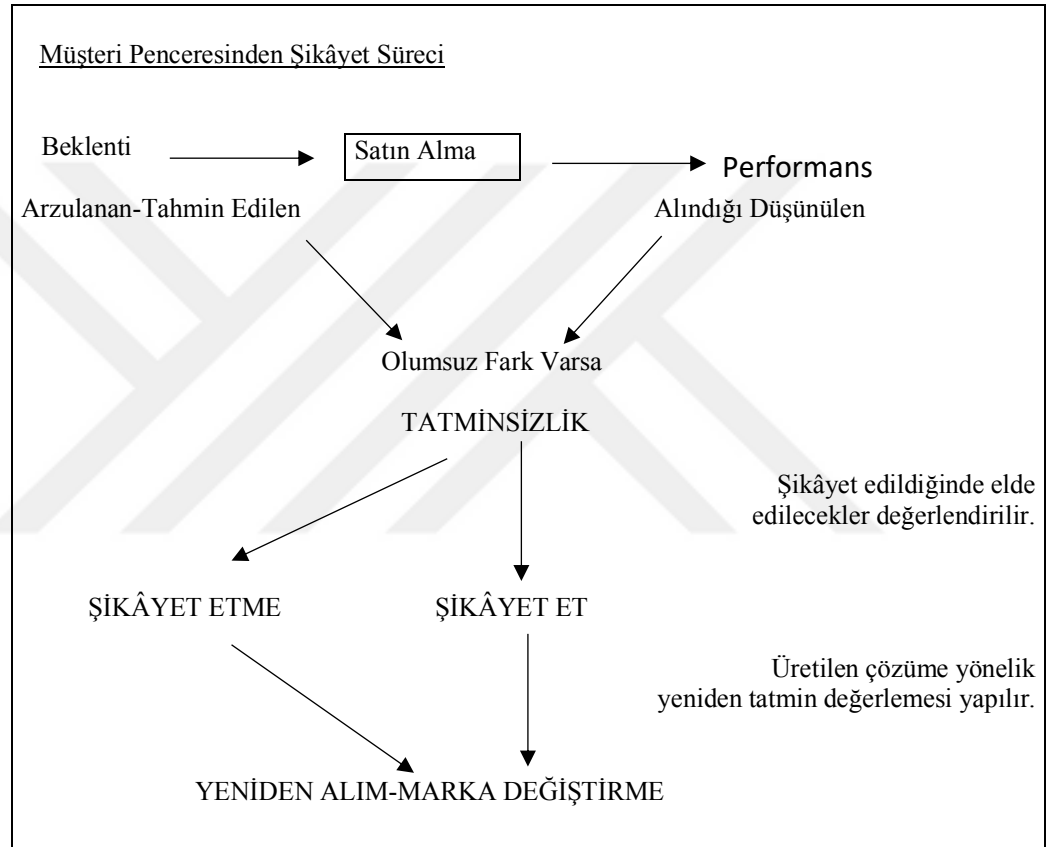 Müşteri Penceresinden Şikâyet Süreci
Beklenti
Satın Alma
Performans
Arzulanan-Tahmin Edilen
Alındığı Düşünülen
Olumsuz Fark Varsa
TATMİNSİZLİK
Şikâyet edildiğinde elde
edilecekler değerlendirilir.
ŞİKÂYET ETME
ŞİKÂYET ET
Üretilen çözüme yönelik
yeniden tatmin değerlemesi yapılır.
YENİDEN ALIM-MARKA DEĞİŞTİRME